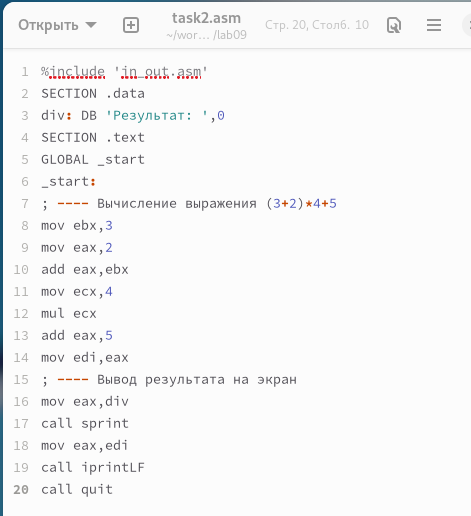 Открыть task2.asm Стр. 20, Столб. 10
~/wor... /lab09
1 %include 'in_out.asm'
2 SECTION .data
3 div: DB 'Результат: ',0
4 SECTION .text
5 GLOBAL _start
6 _start:
7 ; ---- Вычисление выражения (3+2)*4+5
8 mov ebx,3
9 mov eax,2
10 add eax,ebx
11 mov ecx,4
12 mul ecx
13 add eax,5
14 mov edi,eax
15 ; ---- Вывод результата на экран
16 mov eax,div
17 call sprint
18 mov eax,edi
19 call iprintLF
20 call quit